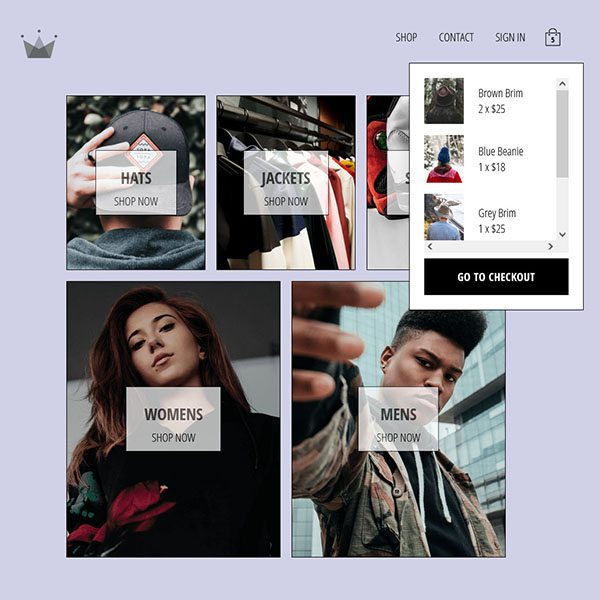 SHOP CONTACT SIGN IN 5
Brown Brim
2 x $25
Blue Beanie
1 x $18
Grey Brim
1 x $25
GO TO CHECKOUT
HATS
SHOP NOW
JACKETS
SHOP NOW
S
WOMENS
SHOP NOW
MENS
SHOP NOW